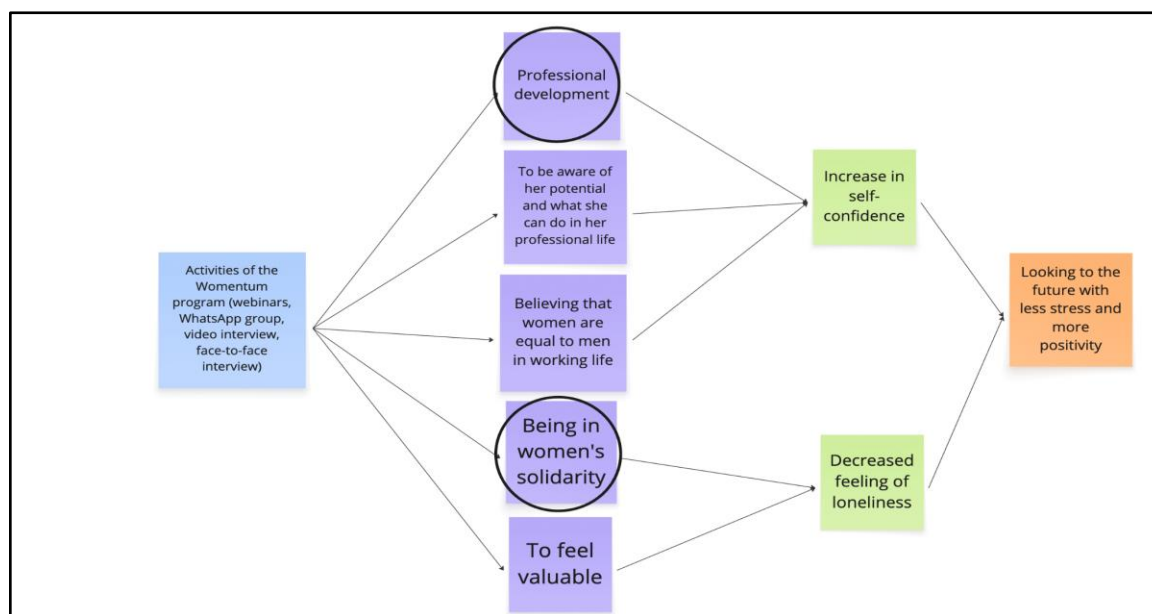 Professional
development
To be aware of
her potential
and what she
can do in her
professional life
Increase in
self-
confidence
Activities of the
Womentum
program (webinars,
WhatsApp group,
video interview,
face-to-face
interview)
Believing that
women are
equal to men
in working life
Looking to the
future with
less stress and
more
positivity
Being in
women's
solidarity
Decreased
feeling of
loneliness
To feel
valuable